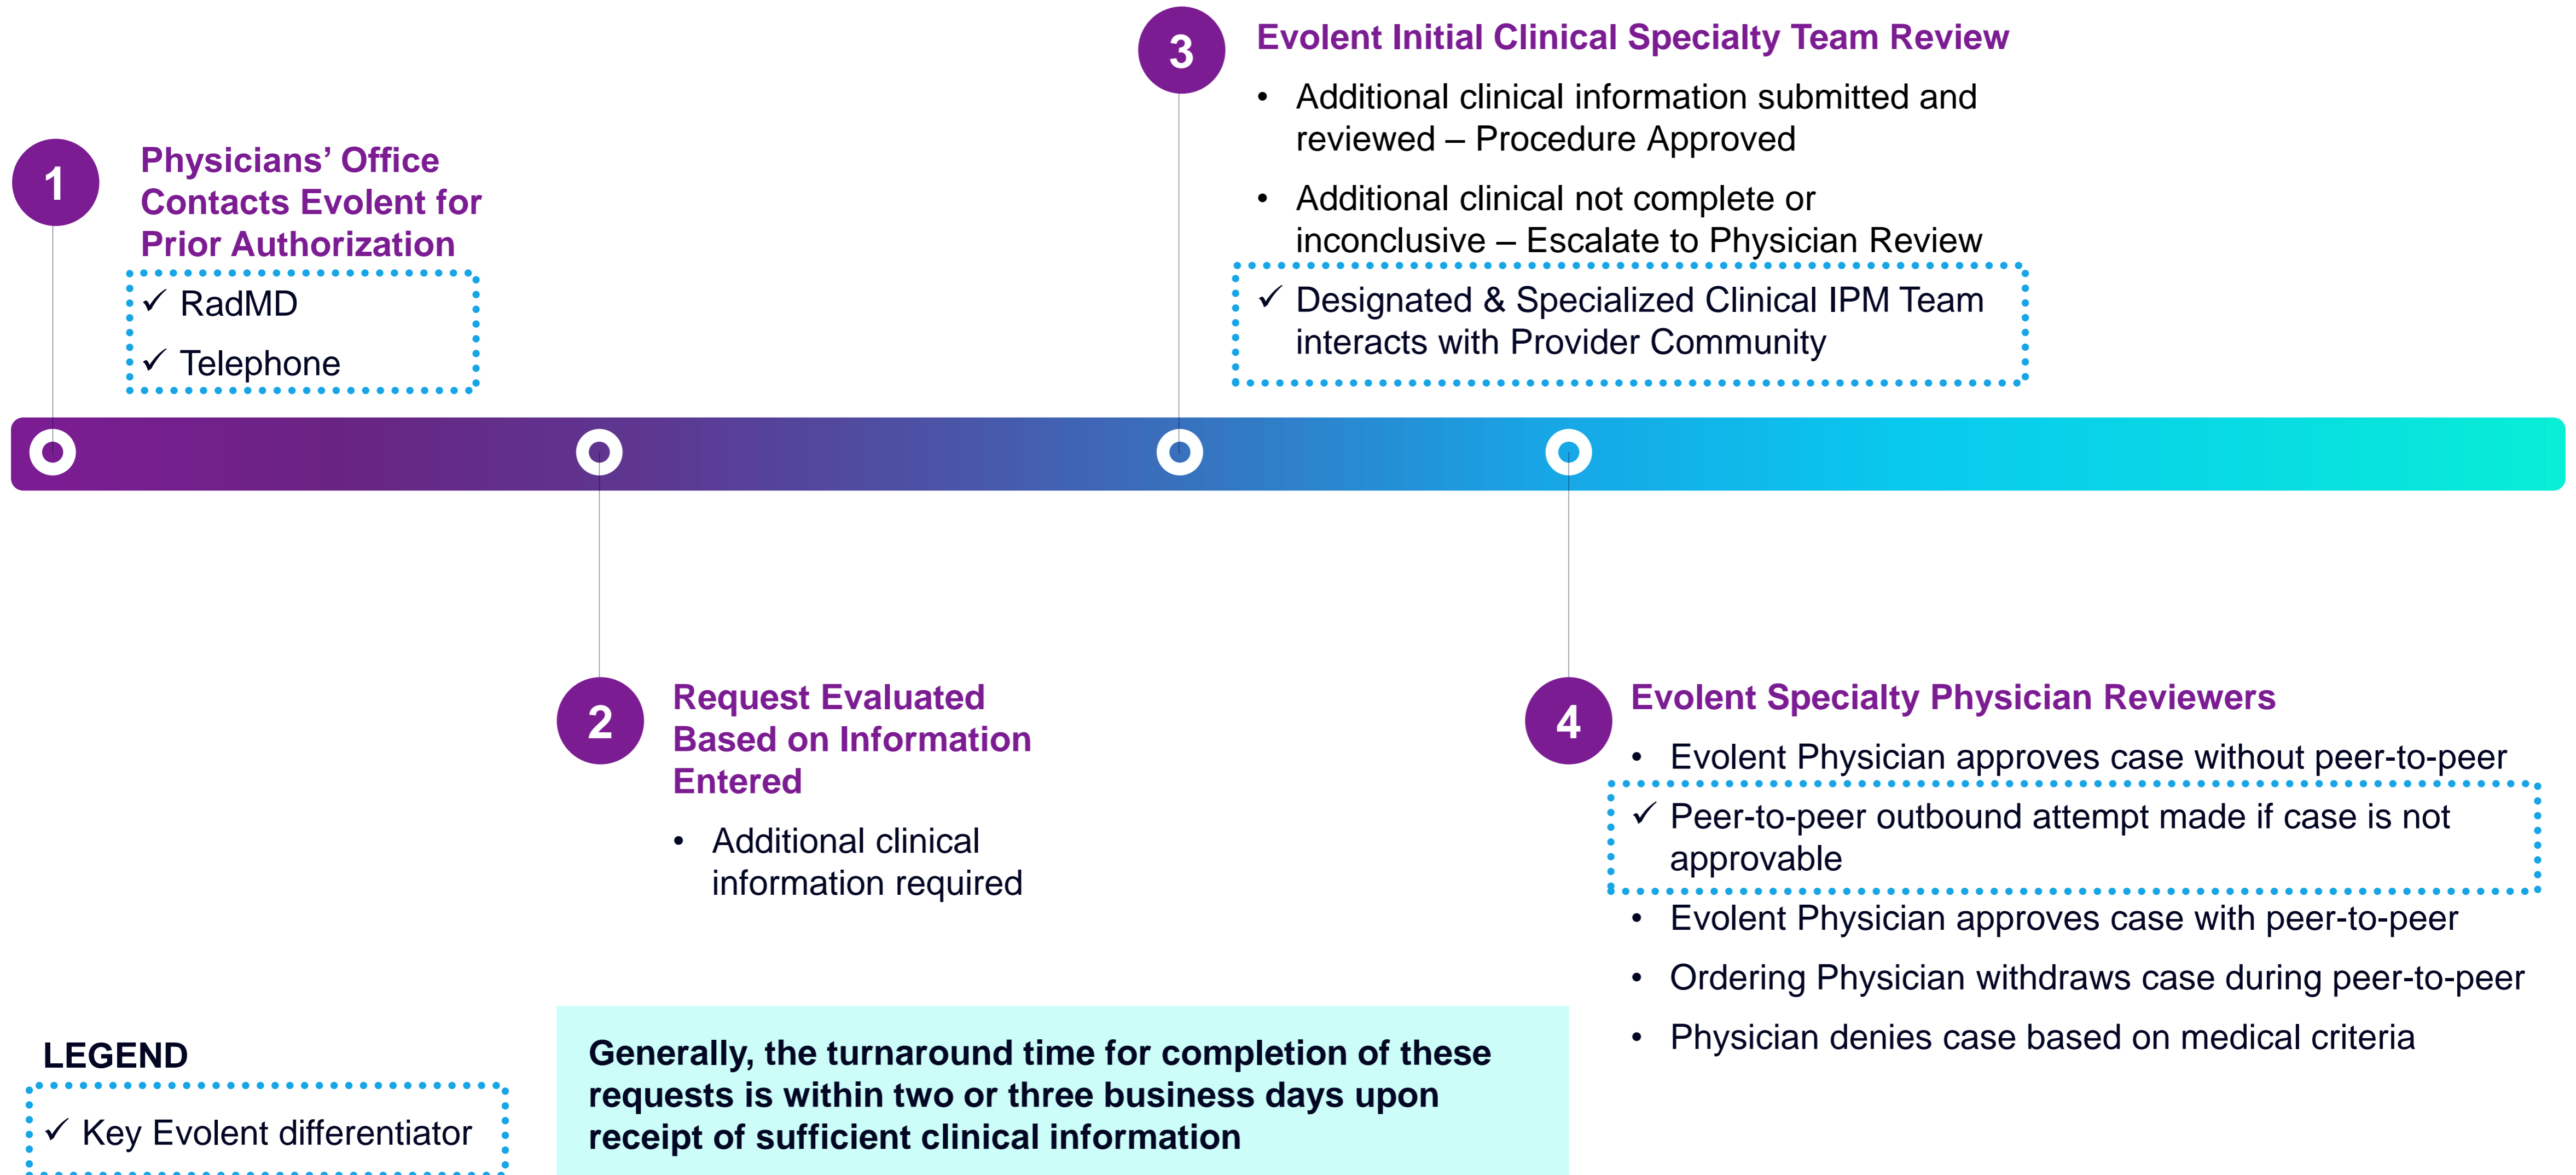 1
Physicians’ Office
Contacts Evolent for
Prior Authorization
✓ RadMD
✓ Telephone
3
Evolent Initial Clinical Specialty Team Review
• Additional clinical information submitted and
reviewed – Procedure Approved
• Additional clinical not complete or
inconclusive – Escalate to Physician Review
✓ Designated & Specialized Clinical IPM Team
interacts with Provider Community
2
Request Evaluated
Based on Information
Entered
• Additional clinical
information required
4
Evolent Specialty Physician Reviewers
• Evolent Physician approves case without peer-to-peer
✓ Peer-to-peer outbound attempt made if case is not
approvable
• Evolent Physician approves case with peer-to-peer
• Ordering Physician withdraws case during peer-to-peer
• Physician denies case based on medical criteria
LEGEND
✓ Key Evolent differentiator
Generally, the turnaround time for completion of these
requests is within two or three business days upon
receipt of sufficient clinical information